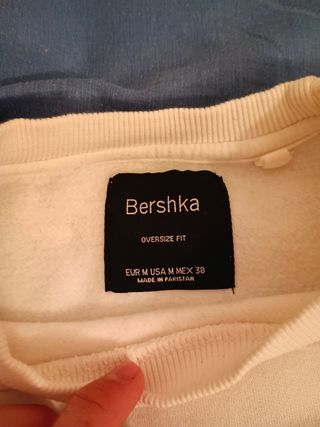 Bershka
OVERSIZE FIT
EUR M USA M MEX 38
MADE IN PAKISTAN